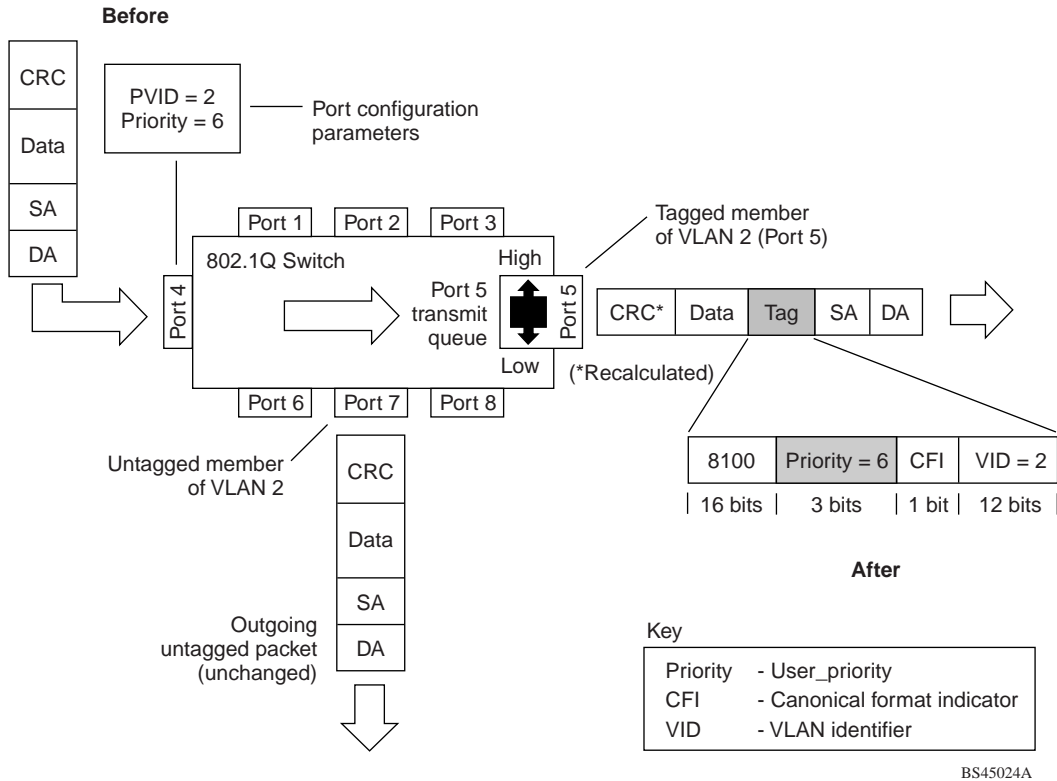 Before
CRC
Data
SA
DA
PVID = 2
Priority = 6
Port configuration
parameters
Port 1
Port 2
Port 3
Tagged member
of VLAN 2 (Port 5)
802.1Q Switch
High
Port 4
Port 5
transmit
queue
Port 5
Low
CRC*
Data
Tag
SA
DA
(*Recalculated)
Port 6
Port 7
Port 8
Untagged member
of VLAN 2
8100
Priority = 6
CFI
VID = 2
16 bits
3 bits
1 bit
12 bits
CRC
Data
SA
DA
Outgoing
untagged packet
(unchanged)
After
Key
Priority - User_priority
CFI - Canonical format indicator
VID - VLAN identifier
BS45024A